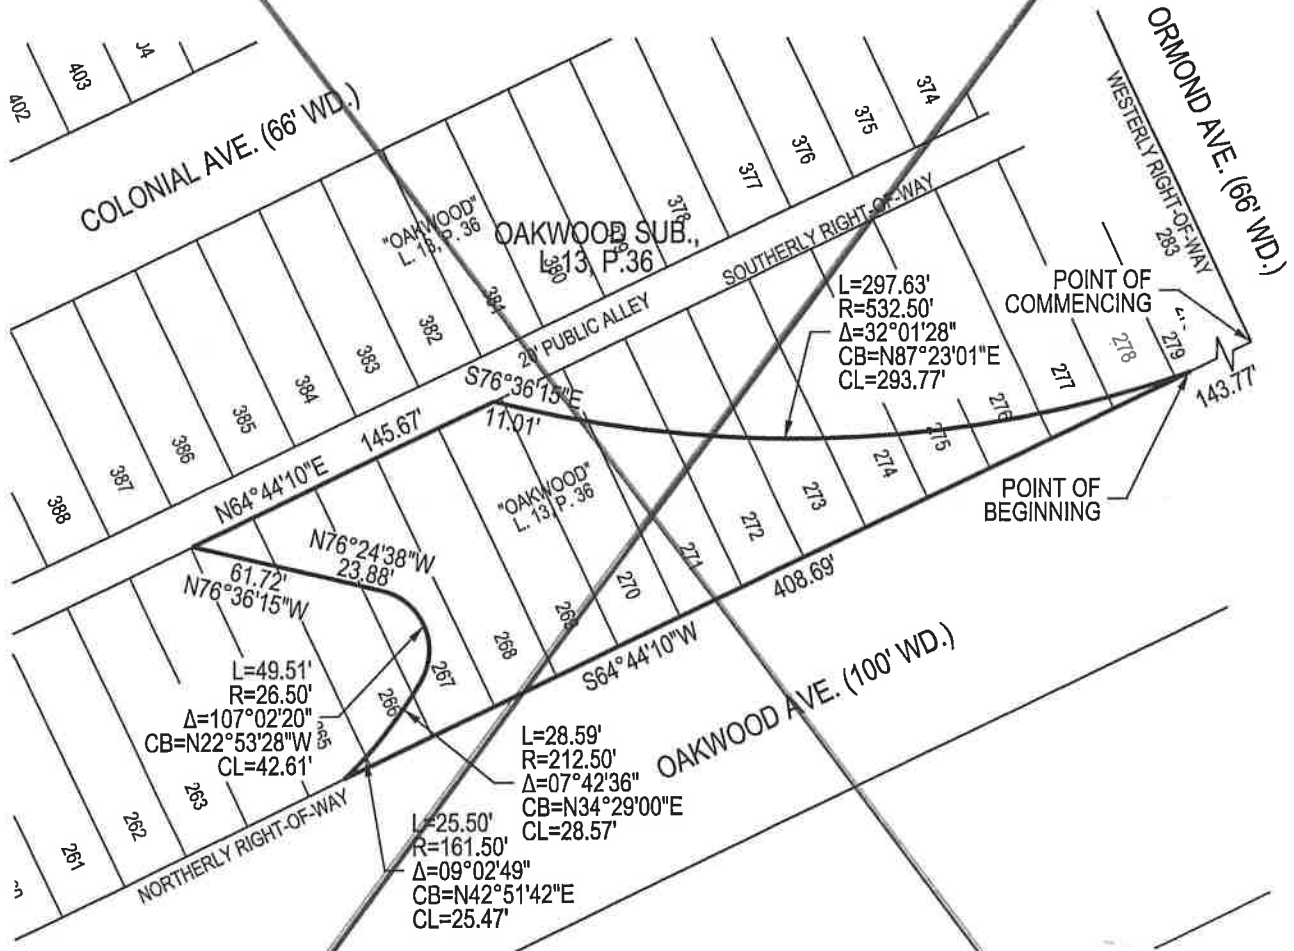 402
403
COLONIAL AVE. (66' WD.)
ORMOND AVE. (66' WD.)
WESTERLY RIGHT-OF-WAY
283
374
375
376
377
378
380
381
382
383
384
385
386
387
388
"OAKWOOD"
L. 13, P. 36
OAKWOOD SUB.,
L.13, P.36
20' PUBLIC ALLEY
SOUTHERLY RIGHT-OF-WAY
POINT OF
COMMENCING
L=297.63'
R=532.50'
Δ=32°01'28"
CB=N87°23'01"E
CL=293.77'
143.77'
279
278
277
276
275
274
273
272
271
270
269
268
267
266
263
262
261
S76°36'15"E
11.01'
145.67'
N64°44'10"E
"OAKWOOD"
L. 13, P. 36
POINT OF
BEGINNING
N76°24'38"W
23.88'
61.72'
N76°36'15"W
408.69'
S64°44'10"W
OAKWOOD AVE. (100' WD.)
L=49.51'
R=26.50'
Δ=107°02'20"
CB=N22°53'28"W
CL=42.61'
L=28.59'
R=212.50'
Δ=07°42'36"
CB=N34°29'00"E
CL=28.57'
L=25.50'
R=161.50'
Δ=09°02'49"
CB=N42°51'42"E
CL=25.47'
NORTHERLY RIGHT-OF-WAY